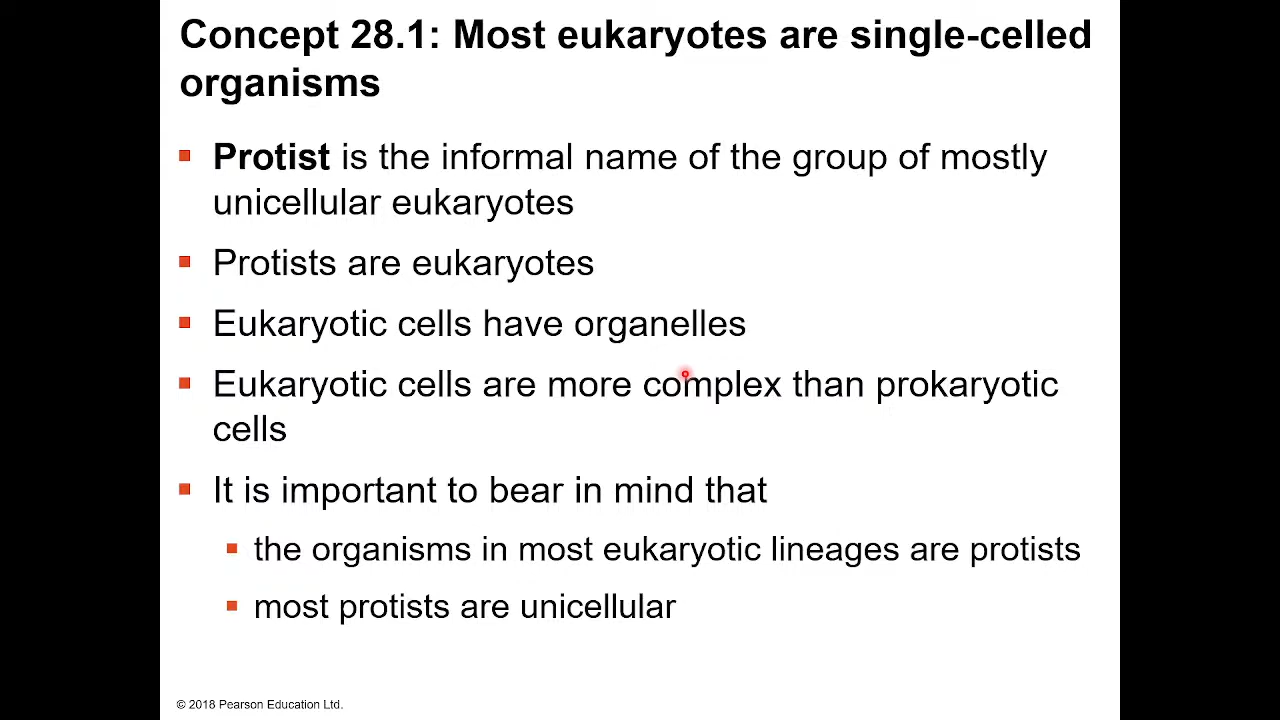 Concept 28.1: Most eukaryotes are single-celled
organisms
Protist is the informal name of the group of mostly
unicellular eukaryotes
Protists are eukaryotes
Eukaryotic cells have organelles
Eukaryotic cells are more complex than prokaryotic
cells
It is important to bear in mind that
the organisms in most eukaryotic lineages are protists
most protists are unicellular
© 2018 Pearson Education Ltd.